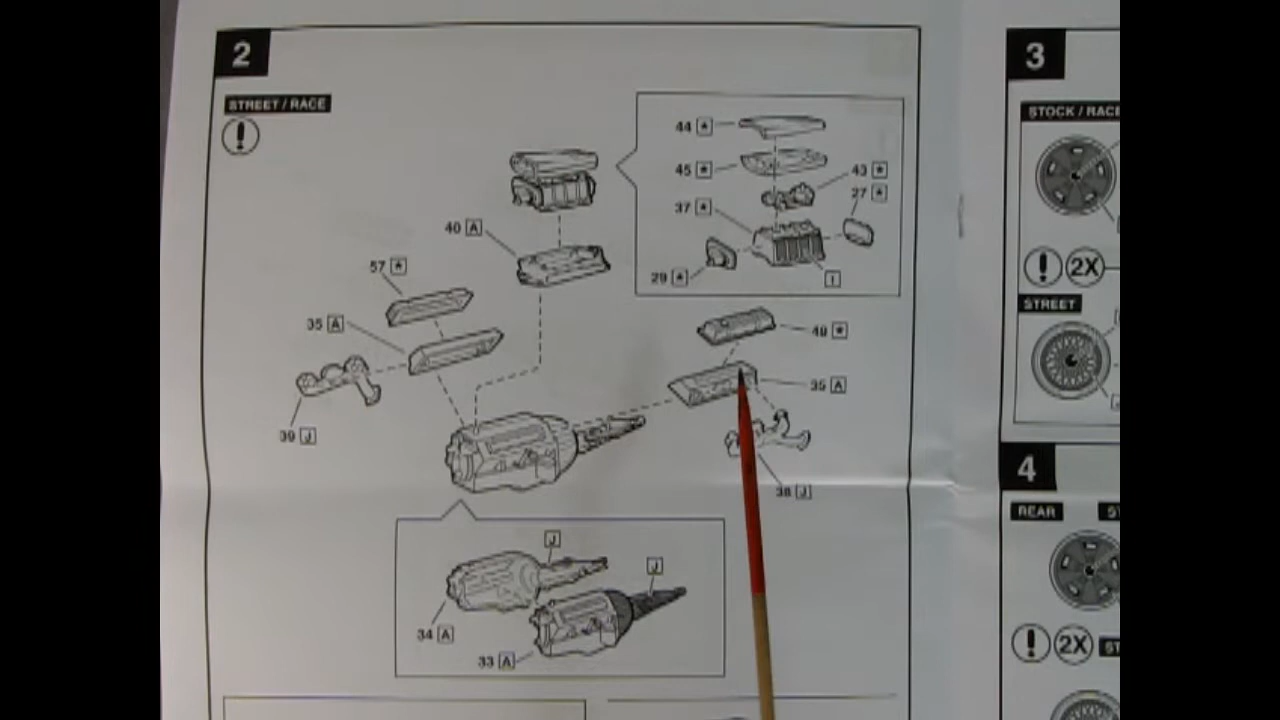 2
STREET / RACE
!
44 ★
45 ★
43 ★
27 ★
37 ★
29 ★
I
40 A
57 ★
35 A
39 J
49 ★
35 A
38 J
J
J
34 A
33 A
3
STOCK / RACE
! 2X
STREET
4
REAR
! 2X